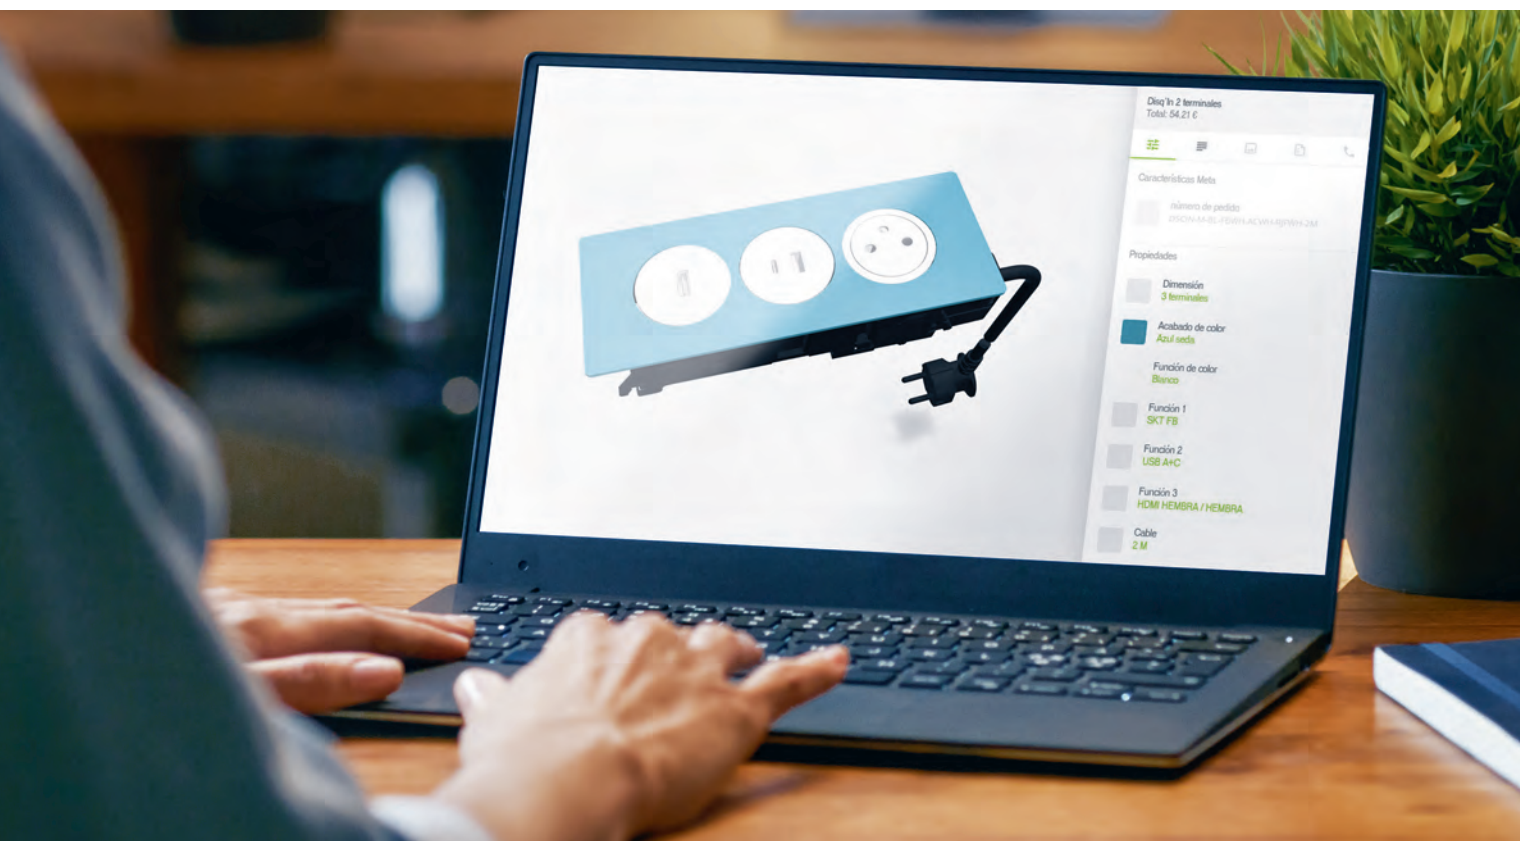 Disq'In 2 terminales
Total: 54,21 €
Características Meta
número de pedido
Propiedades
Dimensión
3 terminales
Acabado de color
Azul seda
Función de color
Blanco
Función 1
SKT FB
Función 2
USB A+C
Función 3
HDMI HEMBRA / HEMBRA
Cable
2 M